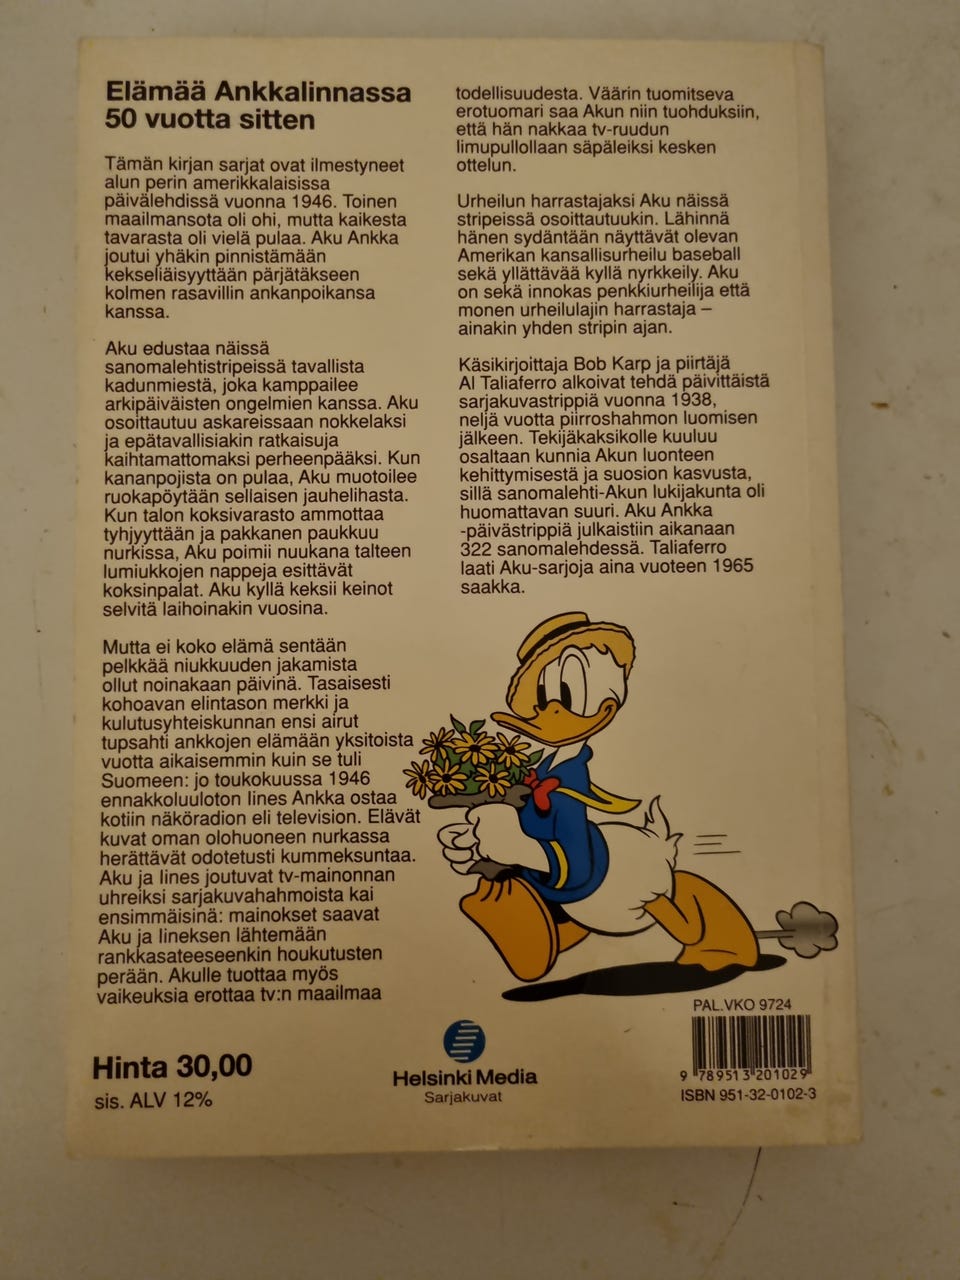 Elämää Ankkalinnassa
50 vuotta sitten
Tämän kirjan sarjat ovat ilmestyneet
alun perin amerikkalaisissa
päivälehdissä vuonna 1946. Toinen
maailmansota oli ohi, mutta kaikesta
tavarasta oli vielä pulaa. Aku Ankka
joutui yhäkin pinnistämään
kekseliäisyyttään pärjätäkseen
kolmen rasavillin ankanpoikansa
kanssa.
Aku edustaa näissä
sanomalehtistripeissä tavallista
kadunmiestä, joka kamppailee
arkipäiväisten ongelmien kanssa. Aku
osoittautuu askareissaan nokkelaksi
ja epätavallisiakin ratkaisuja
kaihtamattomaksi perheenpääksi. Kun
kananpojista on pulaa, Aku muotoilee
ruokapöytään sellaisen jauhelihasta.
Kun talon koksivarasto ammottaa
tyhjyyttään ja pakkanen paukkuu
nurkissa, Aku poimii nuukana talteen
lumiukkojen nappeja esittävät
koksinpalat. Aku kyllä keksii keinot
selvitä laihoinakin vuosina.
Mutta ei koko elämä sentään
pelkkää niukkuuden jakamista
ollut noinakaan päivinä. Tasaisesti
kohoavan elintason merkki ja
kulutusyhteiskunnan ensi airut
tupsahti ankkojen elämään yksitoista
vuotta aikaisemmin kuin se tuli
Suomeen: jo toukokuussa 1946
ennakkoluuloton Iines Ankka ostaa
kotiin näköradion eli television. Elävät
kuvat oman olohuoneen nurkassa
herättävät odotetusti kummeksuntaa.
Aku ja Iines joutuvat tv-mainonnan
uhreiksi sarjakuvahahmoista kai
ensimmäisinä: mainokset saavat
Aku ja Iineksen lähtemään
rankkasateeseenkin houkutusten
perään. Akulle tuottaa myös
vaikeuksia erottaa tv:n maailmaa
todellisuudesta. Väärin tuomitseva
erotuomari saa Akun niin tuohduksiin,
että hän nakkaa tv-ruudun
limupullollaan säpäleiksi kesken
ottelun.
Urheilun harrastajaksi Aku näissä
stripeissä osoittautuukin. Lähinnä
hänen sydäntään näyttävät olevan
Amerikan kansallisurheilu baseball
sekä yllättävää kyllä nyrkkeily. Aku
on sekä innokas penkkiurheilija että
monen urheilulajin harrastaja –
ainakin yhden stripin ajan.
Käsikirjoittaja Bob Karp ja piirtäjä
Al Taliaferro alkoivat tehdä päivittäistä
sarjakuvastrippiä vuonna 1938,
neljä vuotta piirroshahmon luomisen
jälkeen. Tekijäkaksikolle kuuluu
osaltaan kunnia Akun luonteen
kehittymisestä ja suosion kasvusta,
sillä sanomalehti-Akun lukijakunta oli
huomattavan suuri. Aku Ankka
-päivästrippiä julkaistiin aikanaan
322 sanomalehdessä. Taliaferro
laati Aku-sarjoja aina vuoteen 1965
saakka.
Hinta 30,00
sis. ALV 12%
Helsinki Media
Sarjakuvat
PAL.VKO 9724
9 789513 201029
ISBN 951-32-0102-3